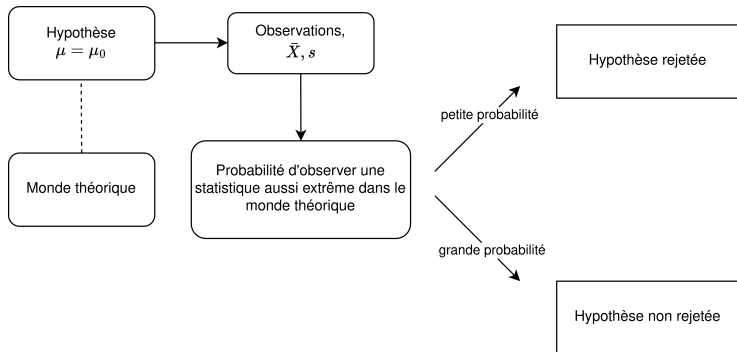 Hypothèse
μ = μ₀
Observations,
X̄, s
Hypothèse rejetée
petite probabilité
Monde théorique
Probabilité d'observer une
statistique aussi extrême dans le
monde théorique
grande probabilité
Hypothèse non rejetée